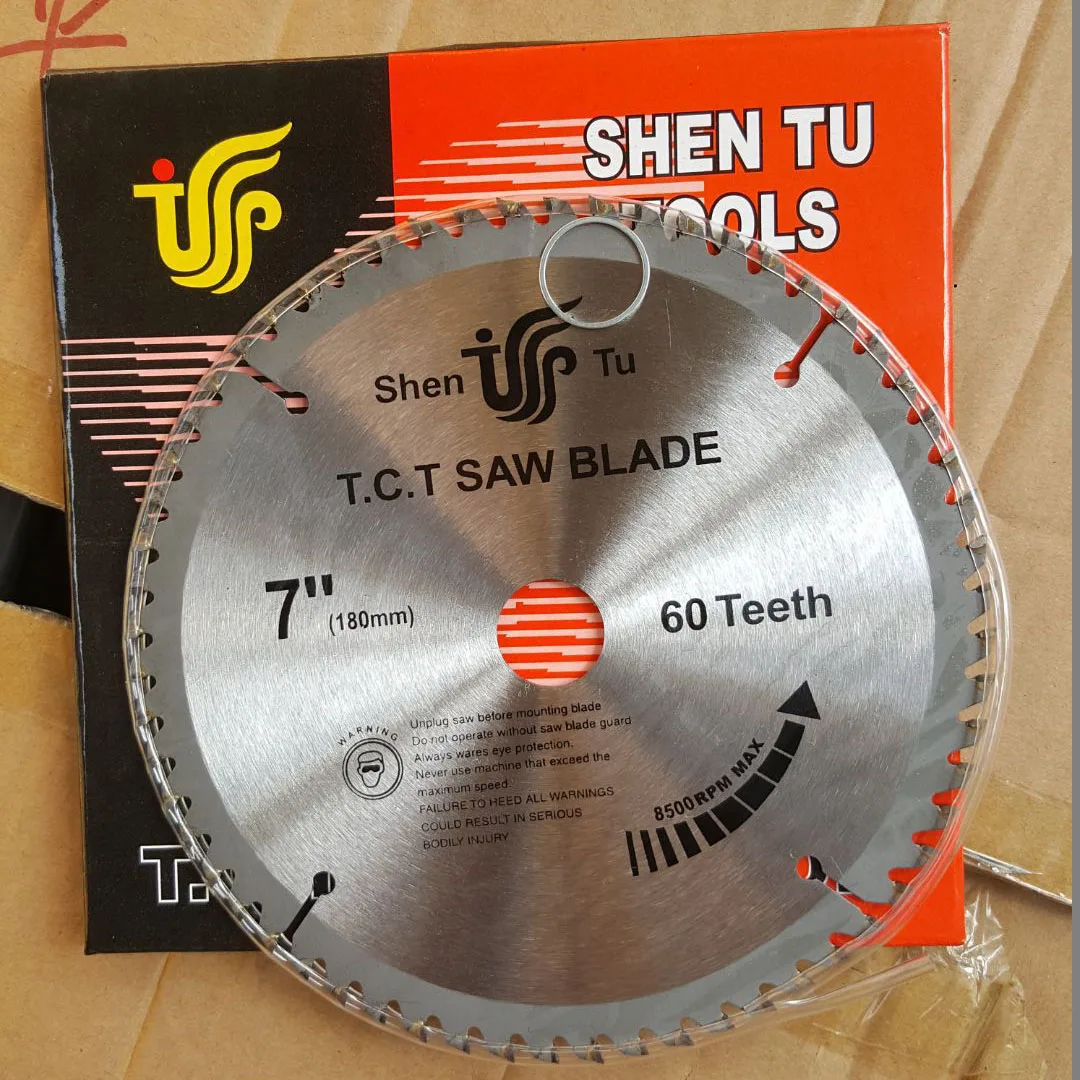 SHEN TU
TOOLS
Shen Tu
T.C.T SAW BLADE
7" (180mm)
60 Teeth
WARNING
Unplug saw before mounting blade
Do not operate without saw blade guard
Always wares eye protection.
Never use machine that exceed the
maximum speed.
FAILURE TO HEED ALL WARNINGS
COULD RESULT IN SERIOUS
BODILY INJURY
8500RPM MAX
T.